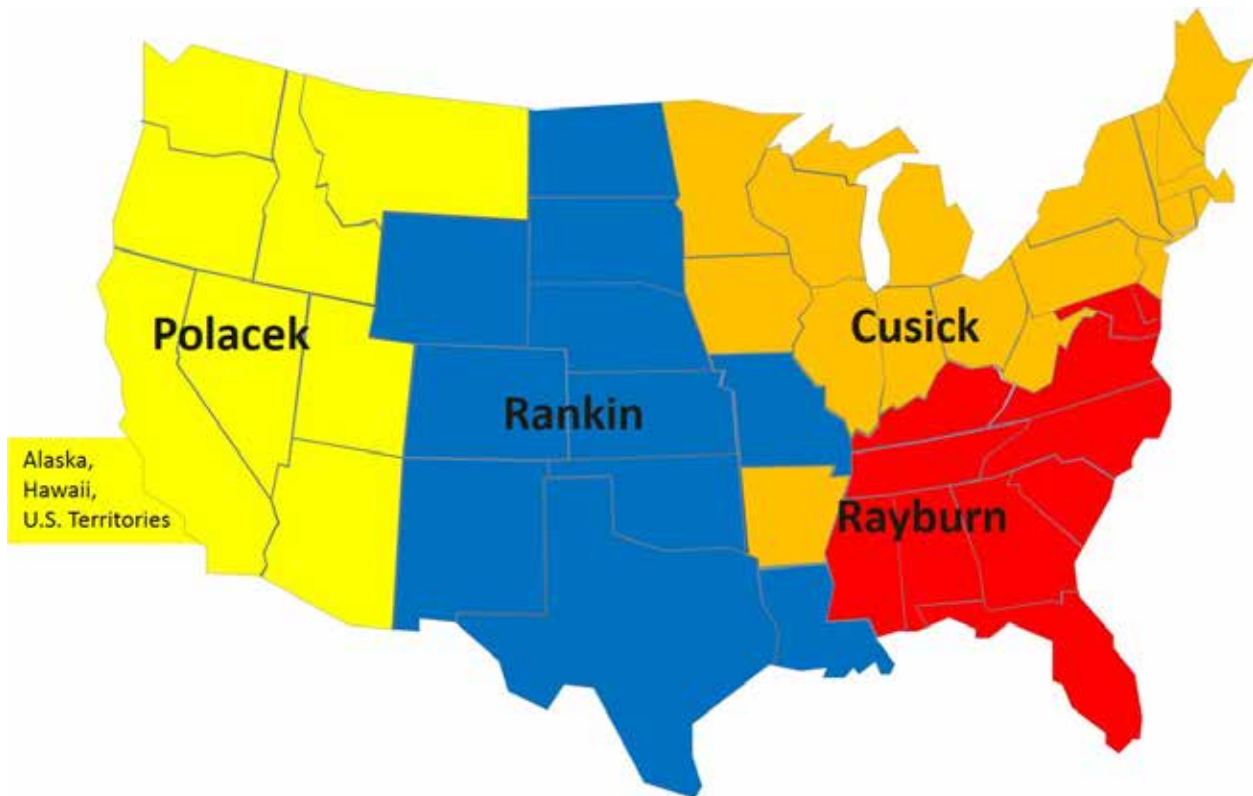 Polacek
Cusick
Rankin
Alaska,
Hawaii,
U.S. Territories
Rayburn